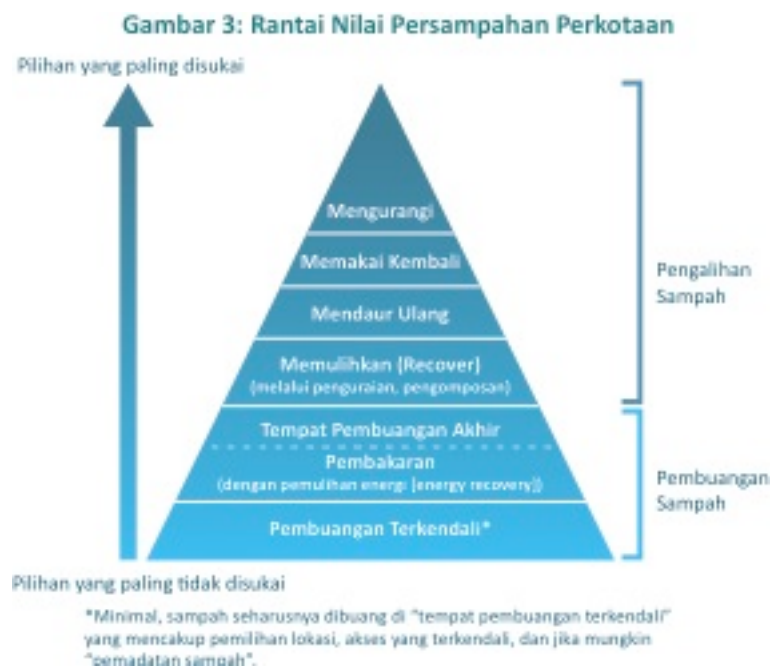 Gambar 3: Rantai Nilai Persampahan Perkotaan
Pilihan yang paling disukai
Mengurangi
Memakai Kembali
Mendaur Ulang
Memulihkan (Recover)
(melalui penguraian, pengomposan)
Pengalihan
Sampah
Tempat Pembuangan Akhir
Pembakaran
(dengan pemulihan energi [energy recovery])
Pembuangan Terkendali*
Pembuangan
Sampah
Pilihan yang paling tidak disukai
*Minimal, sampah seharusnya dibuang di "tempat pembuangan terkendali"
yang mencakup pemilihan lokasi, akses yang terkendali, dan jika mungkin
"pemadatan sampah".